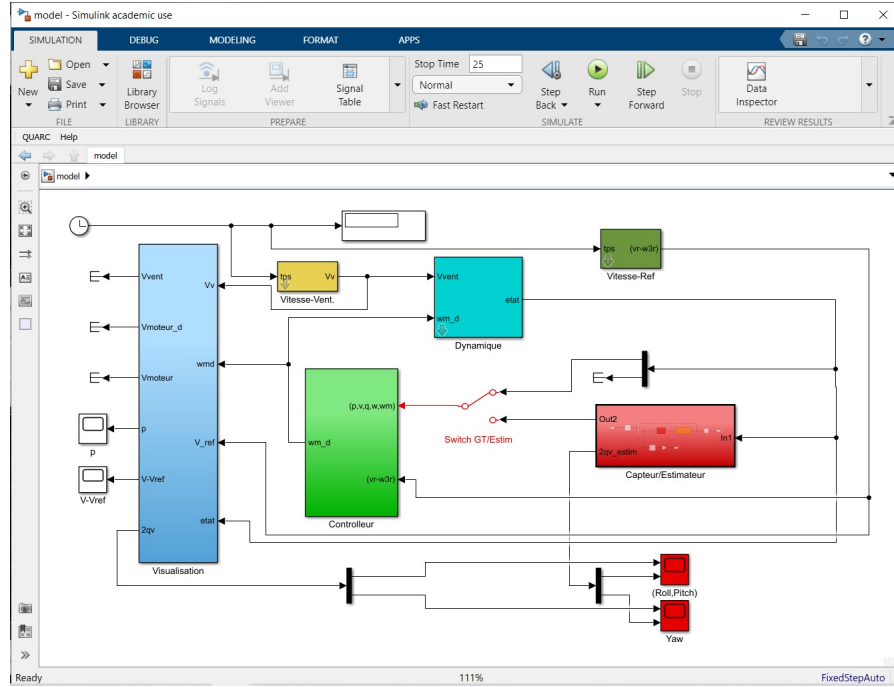 model - Simulink academic use
SIMULATION DEBUG MODELING FORMAT APPS
New
Open
Save
Print
FILE
Library
Browser
LIBRARY
Log
Signals
Add
Viewer
Signal
Table
PREPARE
Stop Time 25
Normal
Fast Restart
Step
Back
Run
Step
Forward
Stop
SIMULATE
Data
Inspector
REVIEW RESULTS
QUARC Help
model
model
tps (vr-w3r)
Vitesse-Ref
Vvent
Vv
tps Vv
Vitesse-Vent.
Vvent
etat
wm_d
Dynamique
Vmoteur_d
wmd
Vmoteur
(p,v,q,w,wm)
Switch GT/Estim
Out2
In1
2qv_estim
Capteur/Estimateur
p
p
V_ref
wm_d
V-Vref
V-Vref
(vr-w3r)
etat
2qv
Controlleur
Visualisation
(Roll,Pitch)
Yaw
Ready 111% FixedStepAuto